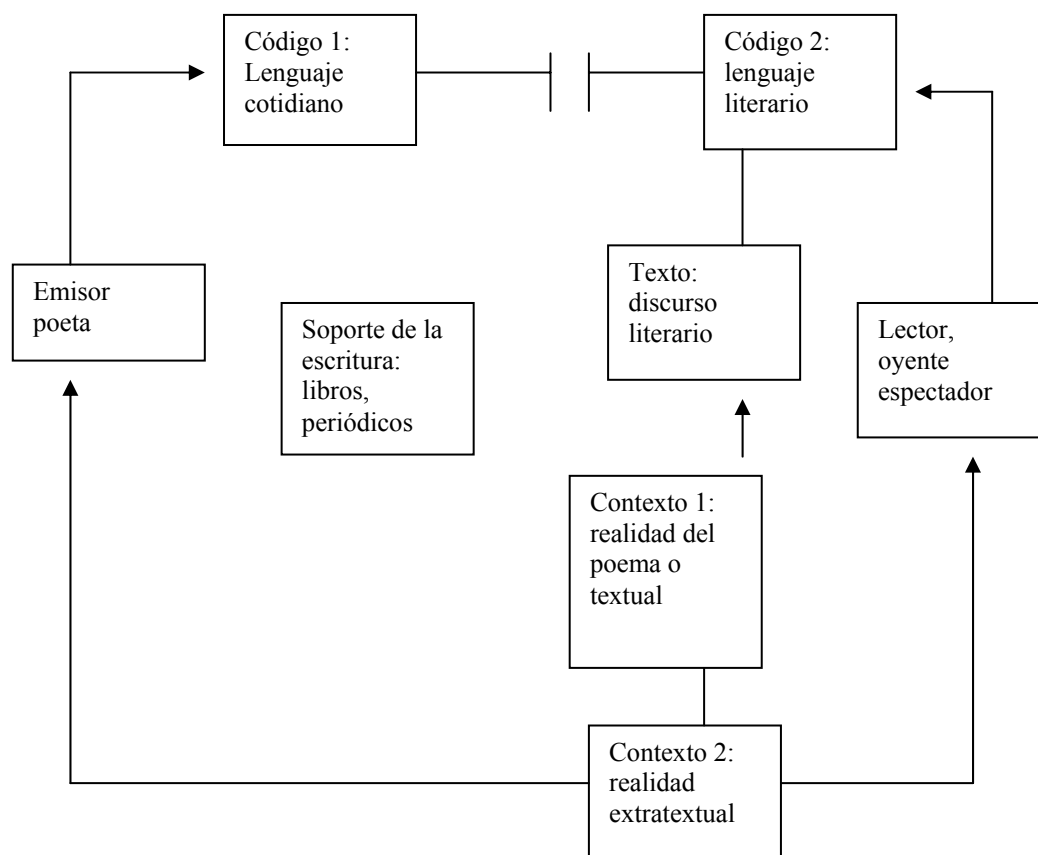 Código 1:
Lenguaje
cotidiano
Código 2:
lenguaje
literario
Emisor
poeta
Soporte de la
escritura:
libros,
periódicos
Texto:
discurso
literario
Lector,
oyente
espectador
Contexto 1:
realidad del
poema o
textual
Contexto 2:
realidad
extratextual